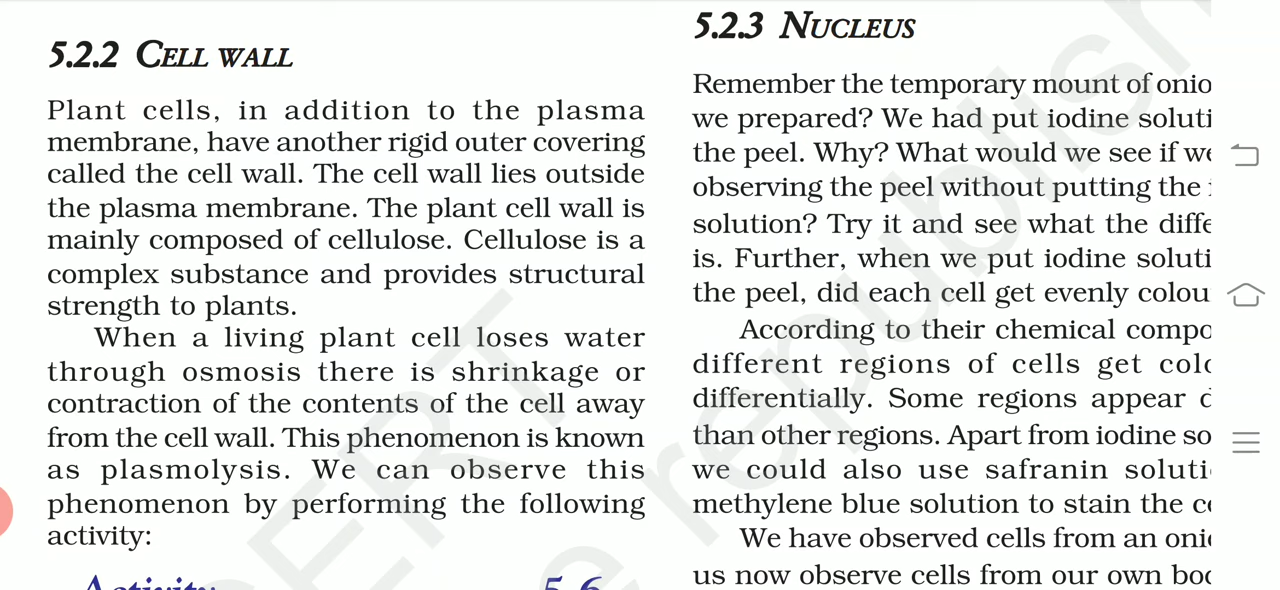 5.2.2 CELL WALL
Plant cells, in addition to the plasma
membrane, have another rigid outer covering
called the cell wall. The cell wall lies outside
the plasma membrane. The plant cell wall is
mainly composed of cellulose. Cellulose is a
complex substance and provides structural
strength to plants.
When a living plant cell loses water
through osmosis there is shrinkage or
contraction of the contents of the cell away
from the cell wall. This phenomenon is known
as plasmolysis. We can observe this
phenomenon by performing the following
activity:
Activity 5.6
5.2.3 NUCLEUS
Remember the temporary mount of
we prepared? We had put iodine
the peel. Why? What would we see if we
observing the peel without putting the
solution? Try it and see what the
is. Further, when we put iodine
the peel, did each cell get evenly
According to their chemical
different regions of cells get
differentially. Some regions appear
than other regions. Apart from iodine
we could also use safranin
methylene blue solution to stain the
We have observed cells from an
us now observe cells from our own